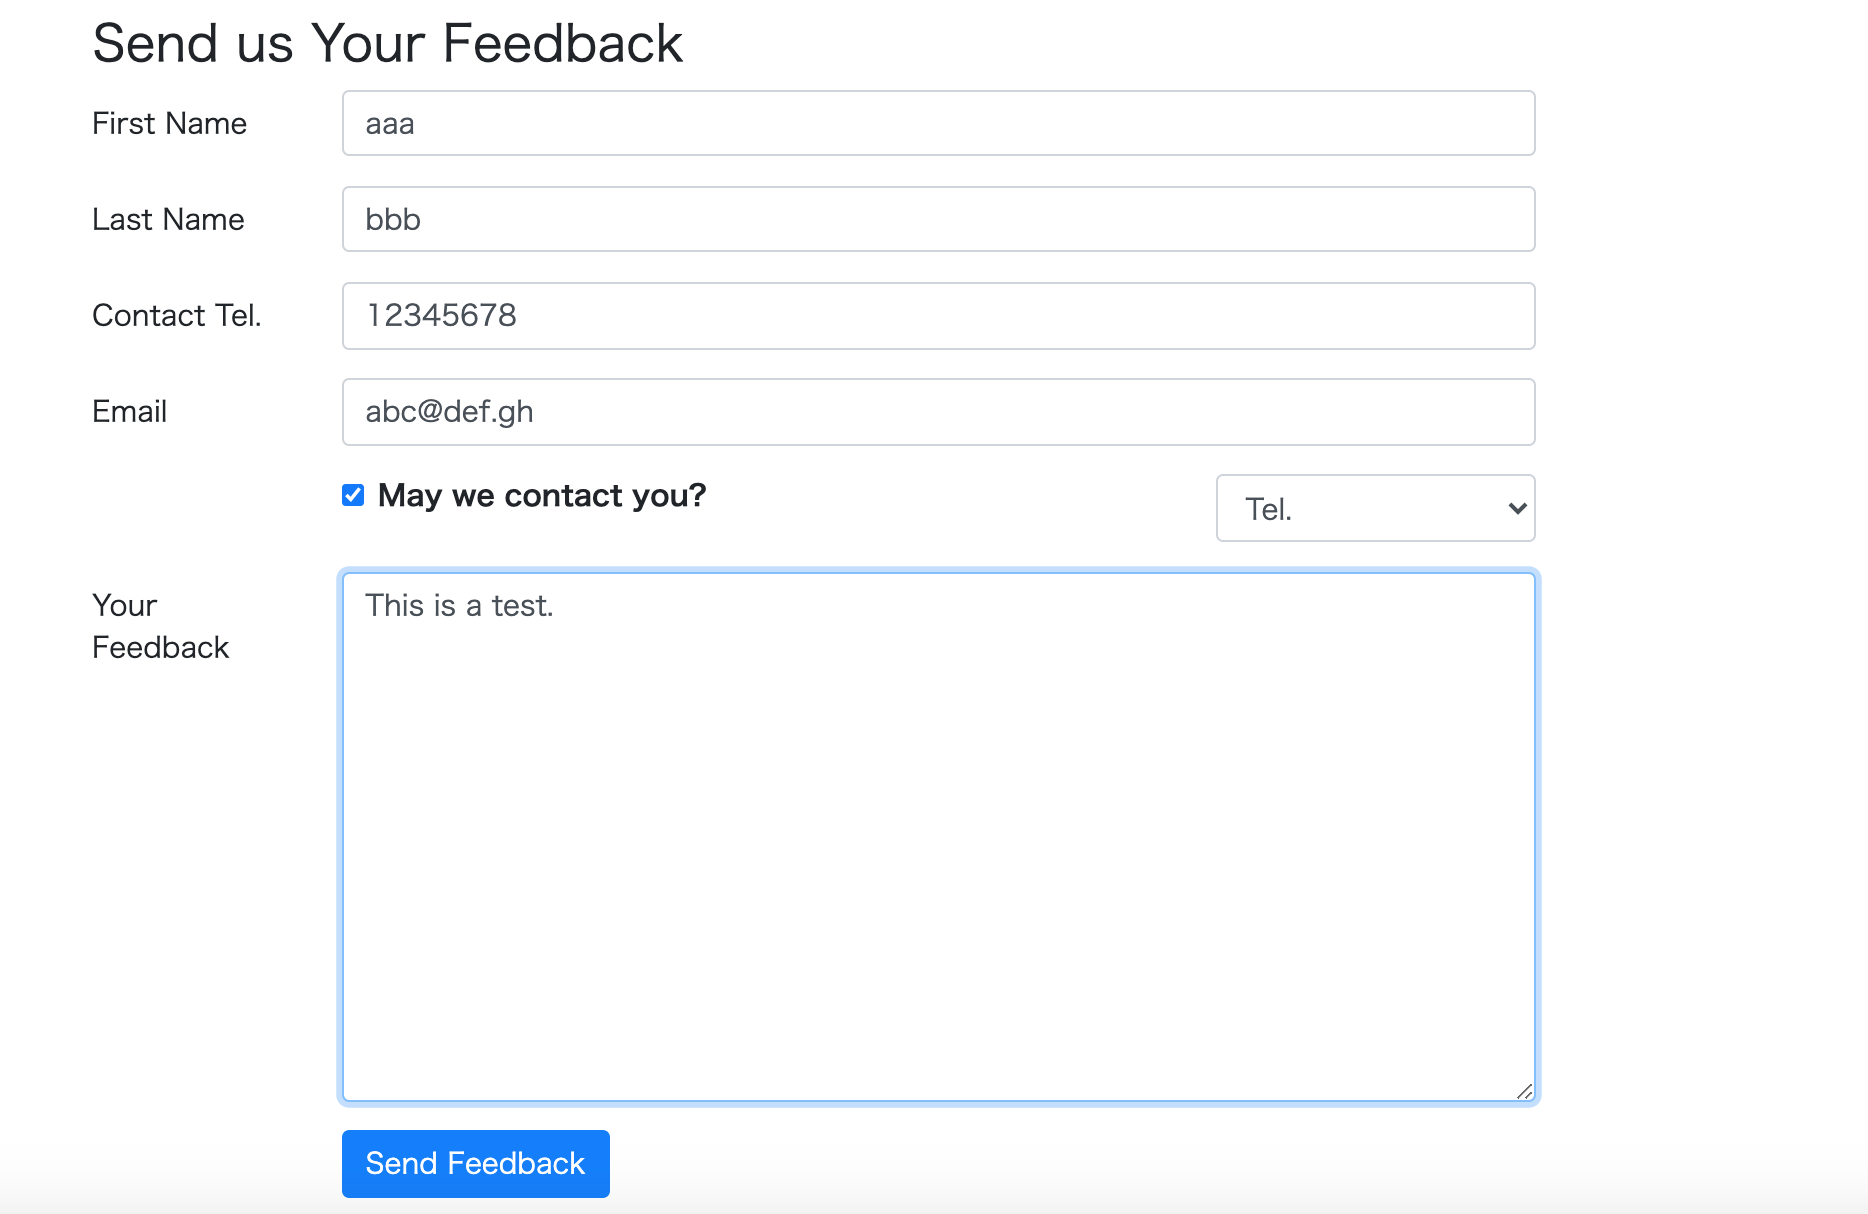 Send us Your Feedback
First Name
aaa
Last Name
bbb
Contact Tel.
12345678
Email
abc@def.gh
May we contact you?
Tel.
Your
Feedback
This is a test.
Send Feedback